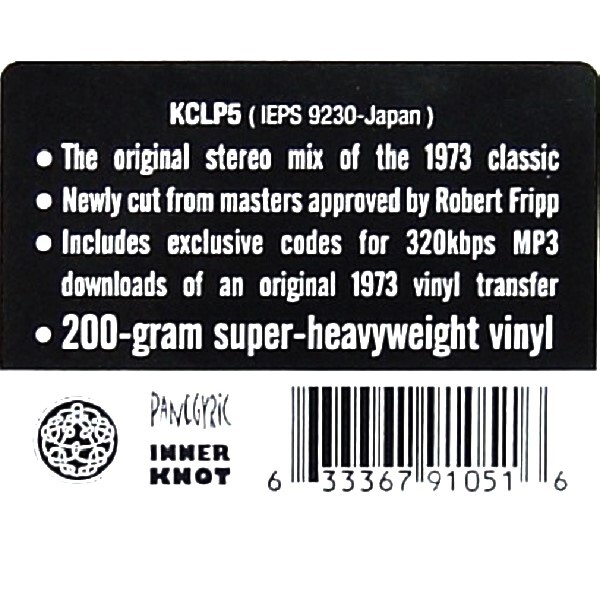 KCLP5 ( IEPS 9230-Japan )
● The original stereo mix of the 1973 classic
● Newly cut from masters approved by Robert Fripp
● Includes exclusive codes for 320kbps MP3
downloads of an original 1973 vinyl transfer
● 200-gram super-heavyweight vinyl
PANEGYRIC
INNER
KNOT
6 33367 91051 6